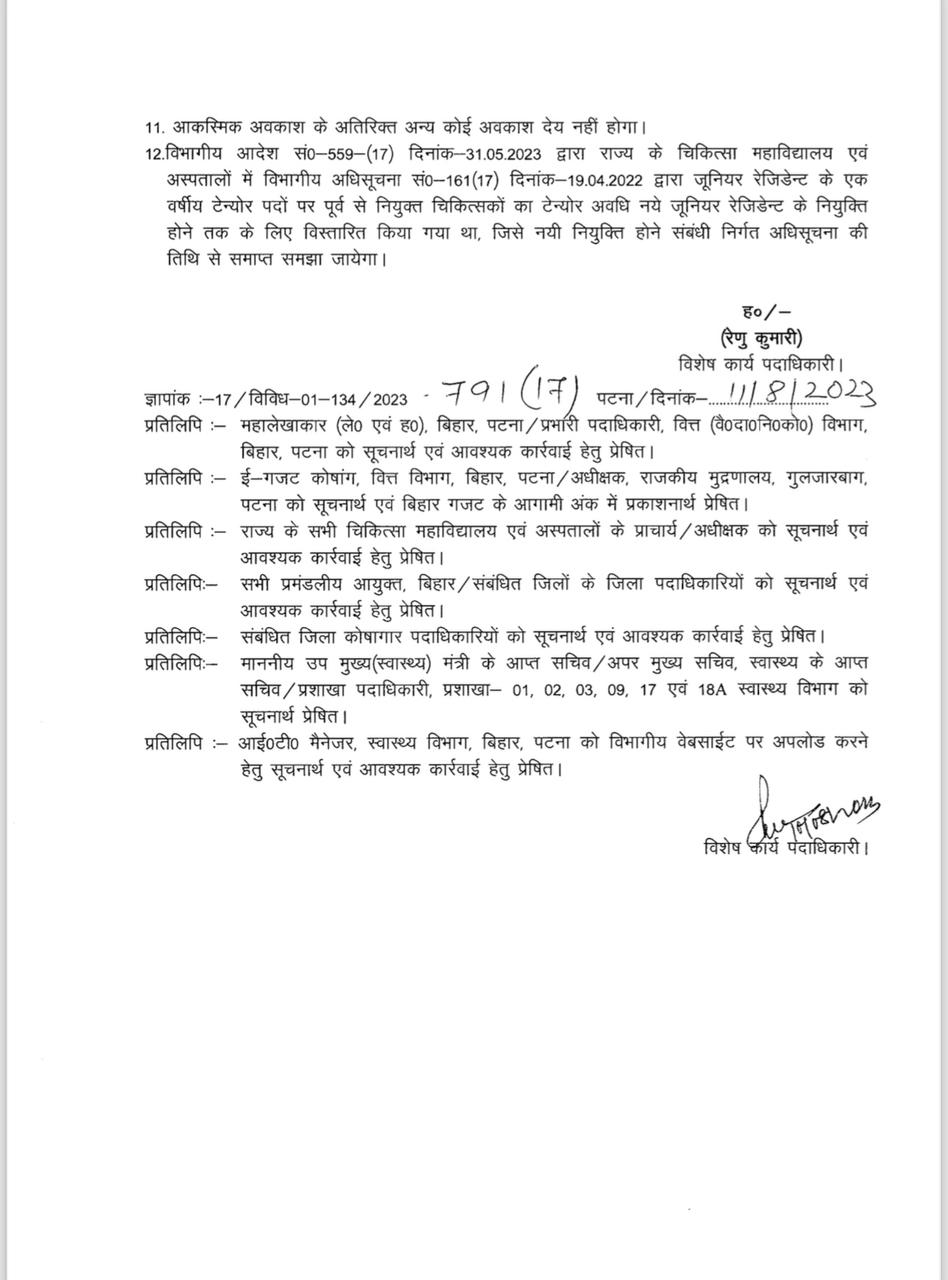 11. आकस्मिक अवकाश के अतिरिक्त अन्य कोई अवकाश देय नहीं होगा।
12.विभागीय आदेश सं0–559–(17) दिनांक–31.05.2023 द्वारा राज्य के चिकित्सा महाविद्यालय एवं
अस्पतालों में विभागीय अधिसूचना सं0–161(17) दिनांक–19.04.2022 द्वारा जूनियर रेजिडेन्ट के एक
वर्षीय टेन्योर पदों पर पूर्व से नियुक्त चिकित्सकों का टेन्योर अवधि नये जूनियर रेजिडेन्ट के नियुक्ति
होने तक के लिए विस्तारित किया गया था, जिसे नयी नियुक्ति होने संबंधी निर्गत अधिसूचना की
तिथि से समाप्त समझा जायेगा।
ह०/–
(रेणु कुमारी)
विशेष कार्य पदाधिकारी।
ज्ञापांक :–17/विविध–01–134/2023 - 791(17) पटना/दिनांक–.....11/8/2023
प्रतिलिपि :– महालेखाकार (ले0 एवं ह0), बिहार, पटना/प्रभारी पदाधिकारी, वित्त (वै0दा0नि0को0) विभाग,
बिहार, पटना को सूचनार्थ एवं आवश्यक कार्रवाई हेतु प्रेषित।
प्रतिलिपि :– ई–गजट कोषांग, वित्त विभाग, बिहार, पटना/अधीक्षक, राजकीय मुद्रणालय, गुलजारबाग,
पटना को सूचनार्थ एवं बिहार गजट के आगामी अंक में प्रकाशनार्थ प्रेषित।
प्रतिलिपि :– राज्य के सभी चिकित्सा महाविद्यालय एवं अस्पतालों के प्राचार्य/अधीक्षक को सूचनार्थ एवं
आवश्यक कार्रवाई हेतु प्रेषित।
प्रतिलिपिः– सभी प्रमंडलीय आयुक्त, बिहार/संबंधित जिलों के जिला पदाधिकारियों को सूचनार्थ एवं
आवश्यक कार्रवाई हेतु प्रेषित।
प्रतिलिपिः– संबंधित जिला कोषागार पदाधिकारियों को सूचनार्थ एवं आवश्यक कार्रवाई हेतु प्रेषित।
प्रतिलिपिः– माननीय उप मुख्य(स्वास्थ्य) मंत्री के आप्त सचिव/अपर मुख्य सचिव, स्वास्थ्य के आप्त
सचिव/प्रशाखा पदाधिकारी, प्रशाखा– 01, 02, 03, 09, 17 एवं 18A स्वास्थ्य विभाग को
सूचनार्थ प्रेषित।
प्रतिलिपि :– आई0टी0 मैनेजर, स्वास्थ्य विभाग, बिहार, पटना को विभागीय वेबसाईट पर अपलोड करने
हेतु सूचनार्थ एवं आवश्यक कार्रवाई हेतु प्रेषित।
विशेष कार्य पदाधिकारी।